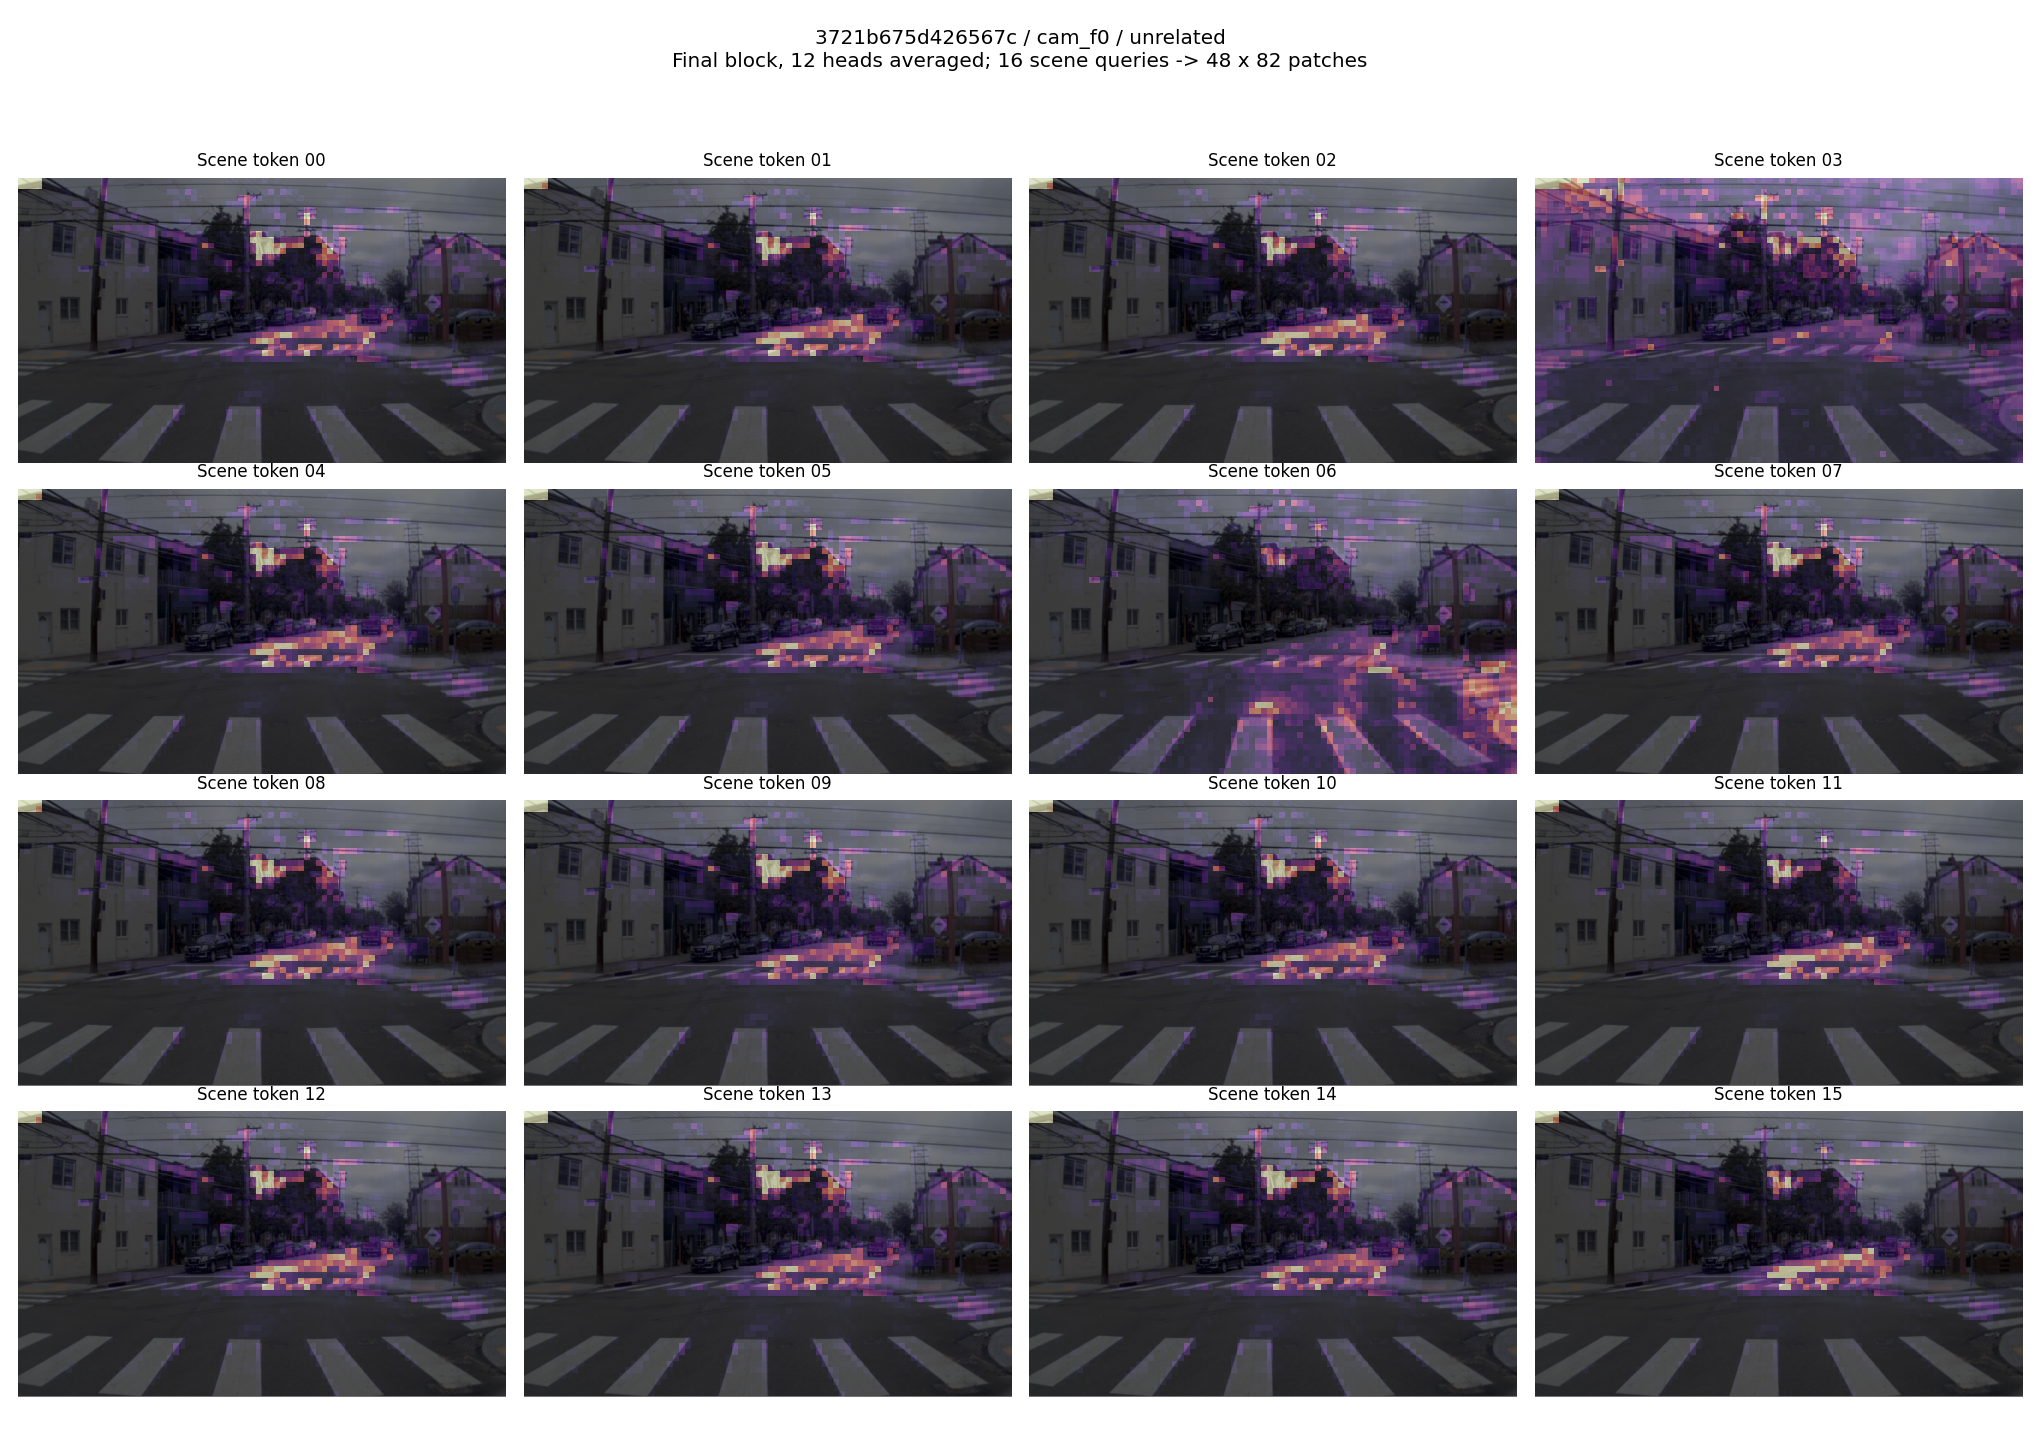 3721b675d426567c / cam_f0 / unrelated
Final block, 12 heads averaged; 16 scene queries -> 48 x 82 patches
Scene token 00
Scene token 01
Scene token 02
Scene token 03
Scene token 04
Scene token 05
Scene token 06
Scene token 07
Scene token 08
Scene token 09
Scene token 10
Scene token 11
Scene token 12
Scene token 13
Scene token 14
Scene token 15